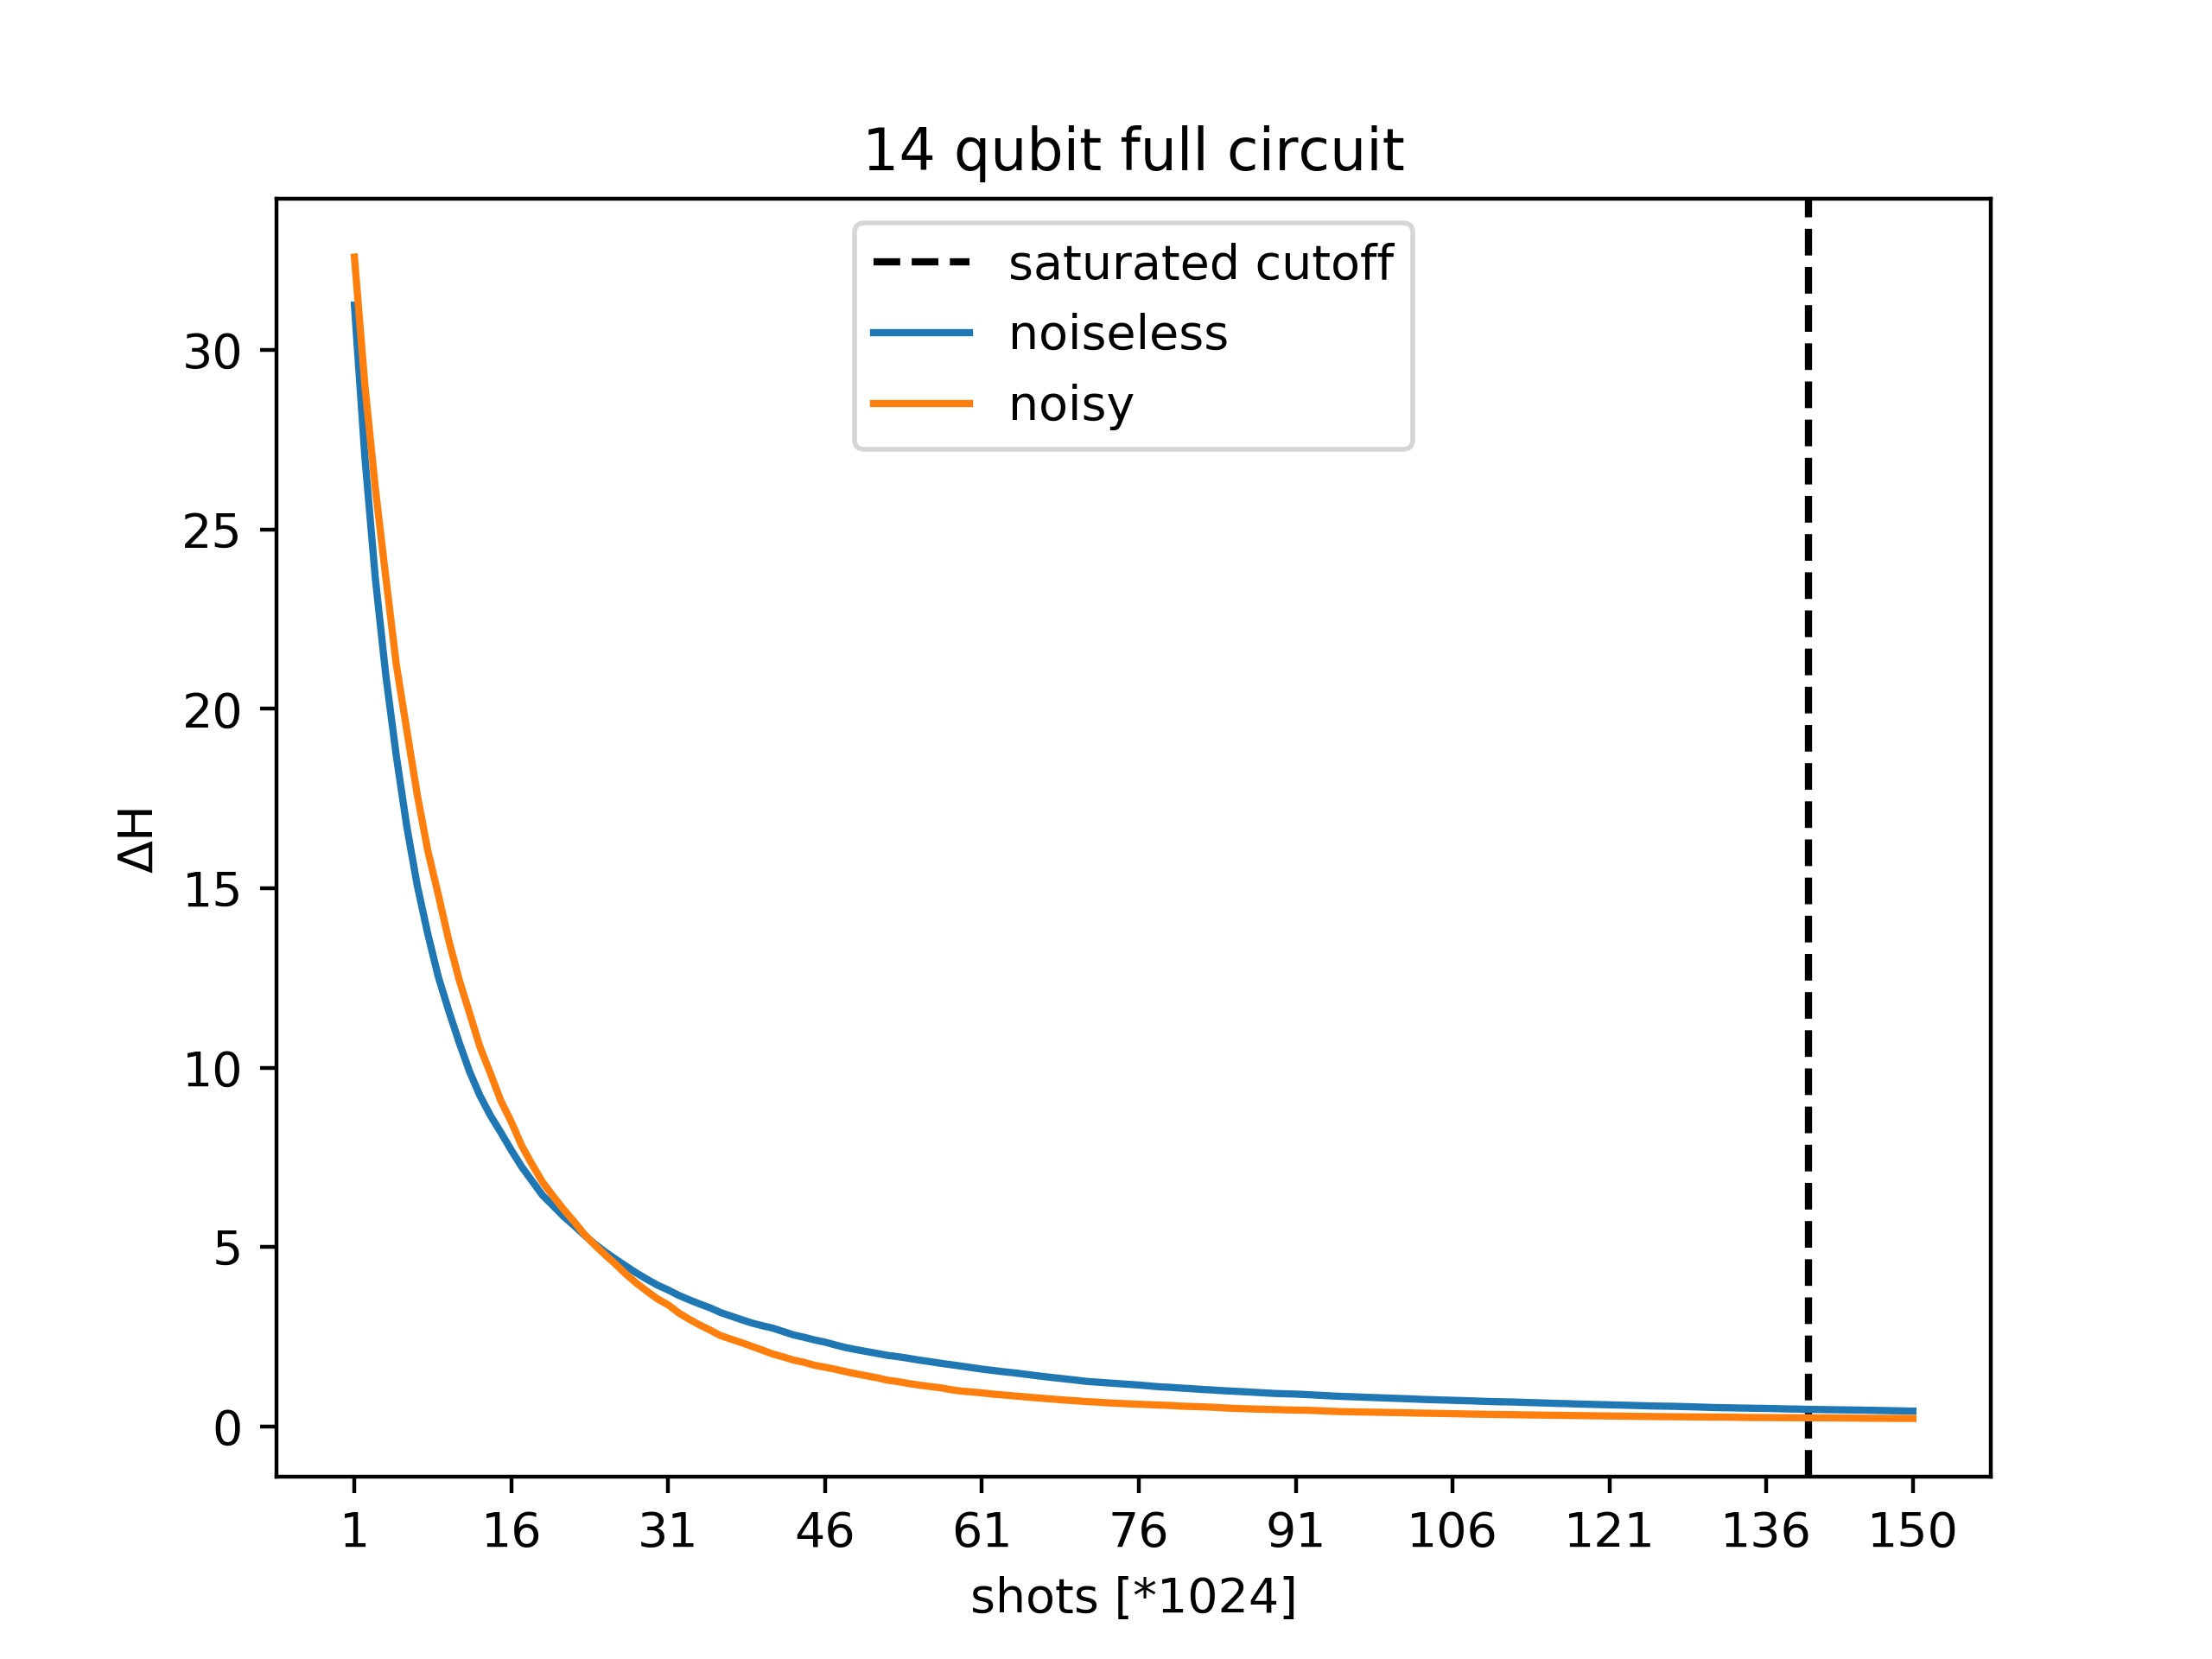 14 qubit full circuit
saturated cutoff
noiseless
noisy
30
25
20
15
10
5
0
ΔH
1 16 31 46 61 76 91 106 121 136 150
shots [*1024]